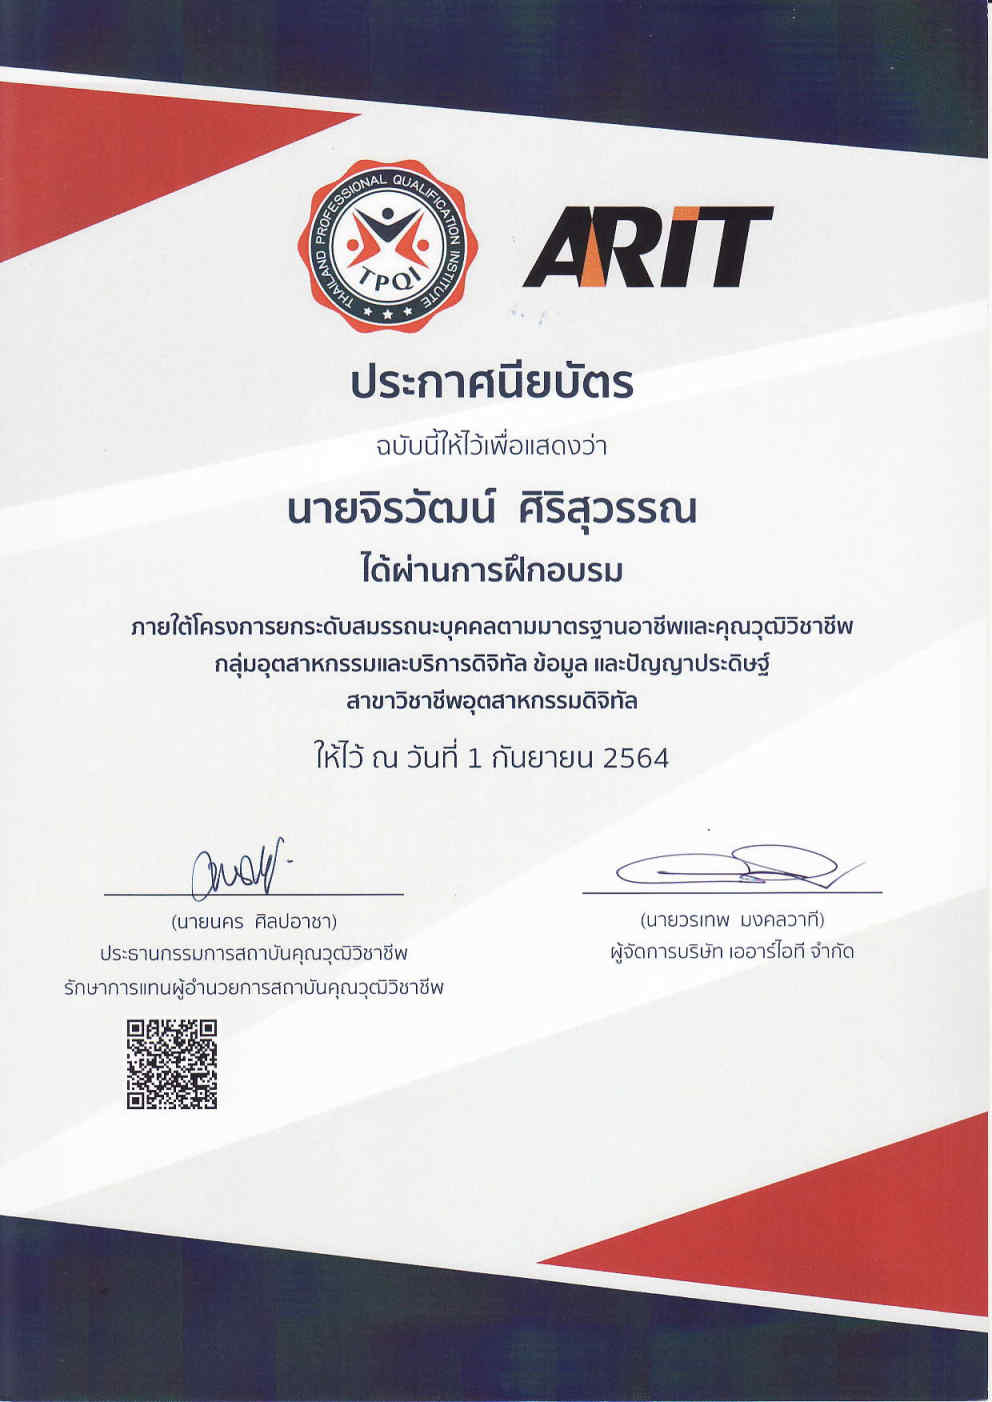 THAILAND PROFESSIONAL QUALIFICATION INSTITUTE
TPQI
ARiT
ประกาศนียบัตร
ฉบับนี้ให้ไว้เพื่อแสดงว่า
นายจิรวัฒน์ ศิริสุวรรณ
ได้ผ่านการฝึกอบรม
ภายใต้โครงการยกระดับสมรรถนะบุคคลตามมาตรฐานอาชีพและคุณวุฒิวิชาชีพ
กลุ่มอุตสาหกรรมและบริการดิจิทัล ข้อมูล และปัญญาประดิษฐ์
สาขาวิชาชีพอุตสาหกรรมดิจิทัล
ให้ไว้ ณ วันที่ 1 กันยายน 2564
(นายนคร ศิลปอาชา)
ประธานกรรมการสถาบันคุณวุฒิวิชาชีพ
รักษาการแทนผู้อำนวยการสถาบันคุณวุฒิวิชาชีพ
(นายวรเทพ มงคลวาที)
ผู้จัดการบริษัท เออาร์ไอที จำกัด